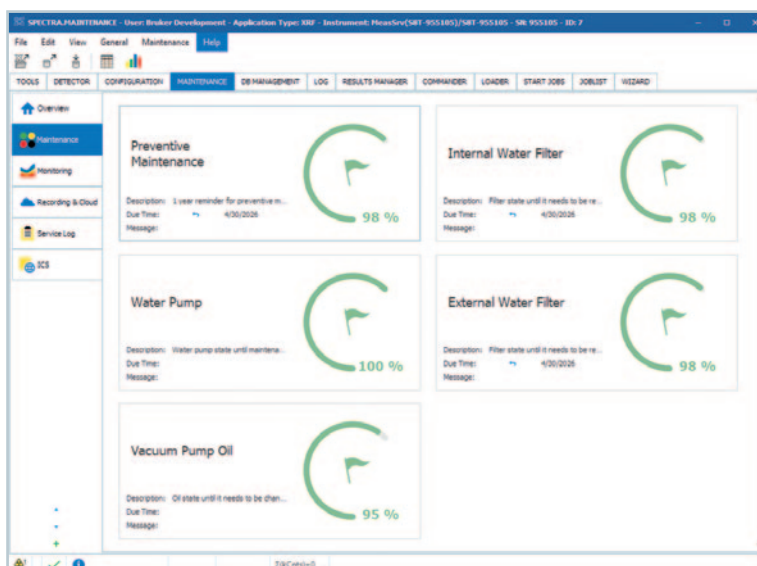 SPECTRA.MAINTENANCE - User: Bruker Development - Application Type: XRF - Instrument: MeasSrv(S8T-955105)/S8T-955105 - SN: 955105 - ID: 7
File Edit View General Maintenance Help
TOOLS DETECTOR CONFIGURATION MAINTENANCE DB MANAGEMENT LOG RESULTS MANAGER COMMANDER LOADER START JOBS JOBLIST WIZARD
Overview
Maintenance
Monitoring
Recording & Cloud
Service Log
ICS
Preventive
Maintenance
Description: 1 year reminder for preventive m...
Due Time: 4/30/2026
Message:
98 %
Internal Water Filter
Description: Filter state until it needs to be re...
Due Time: 4/30/2026
Message:
98 %
Water Pump
Description: Water pump state until maintena...
Due Time:
Message:
100 %
External Water Filter
Description: Filter state until it needs to be re...
Due Time: 4/30/2026
Message:
98 %
Vacuum Pump Oil
Description: Oil state until it needs to be chan...
Due Time:
Message:
95 %